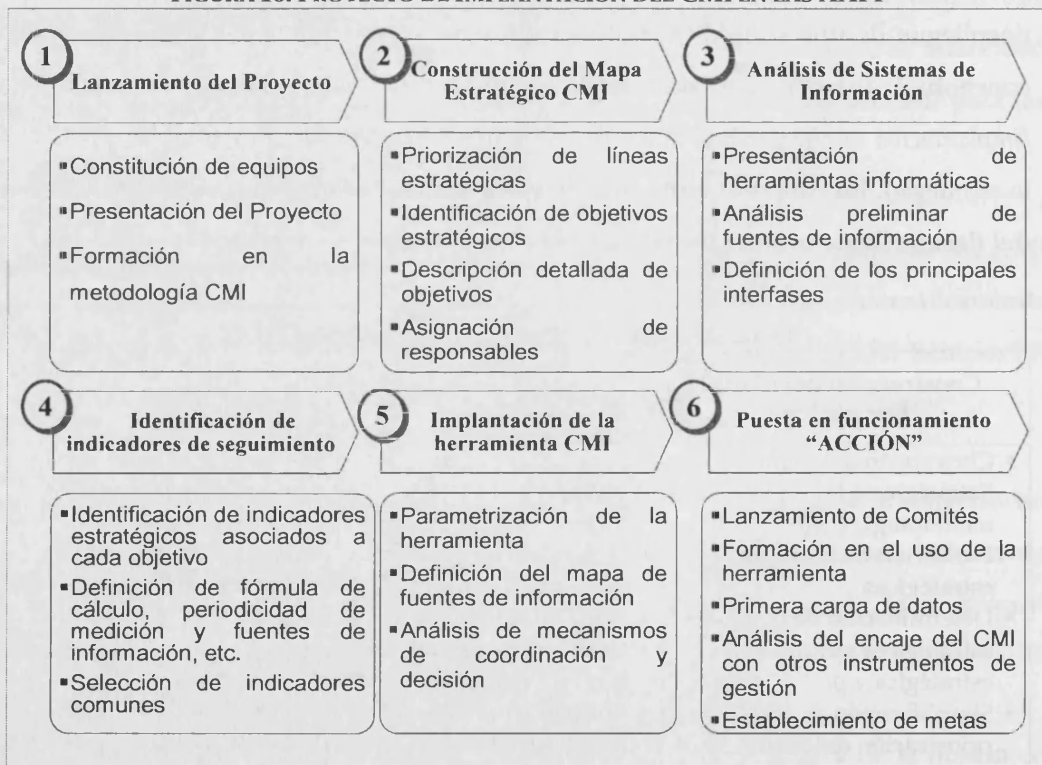 1
Lanzamiento del Proyecto
▪Constitución de equipos
▪Presentación del Proyecto
▪Formación en la
metodología CMI
2
Construcción del Mapa
Estratégico CMI
▪Priorización de líneas
estratégicas
▪Identificación de objetivos
estratégicos
▪Descripción detallada de
objetivos
▪Asignación de
responsables
3
Análisis de Sistemas de
Información
▪Presentación de
herramientas informáticas
▪Análisis preliminar de
fuentes de información
▪Definición de los principales
interfases
4
Identificación de
indicadores de seguimiento
▪Identificación de indicadores
estratégicos asociados a
cada objetivo
▪Definición de fórmula de
cálculo, periodicidad de
medición y fuentes de
información, etc.
▪Selección de indicadores
comunes
5
Implantación de la
herramienta CMI
▪Parametrización de la
herramienta
▪Definición del mapa de
fuentes de información
▪Análisis de mecanismos
de coordinación y
decisión
6
Puesta en funcionamiento
“ACCIÓN”
▪Lanzamiento de Comités
▪Formación en el uso de la
herramienta
▪Primera carga de datos
▪Análisis del encaje del CMI
con otros instrumentos de
gestión
▪Establecimiento de metas